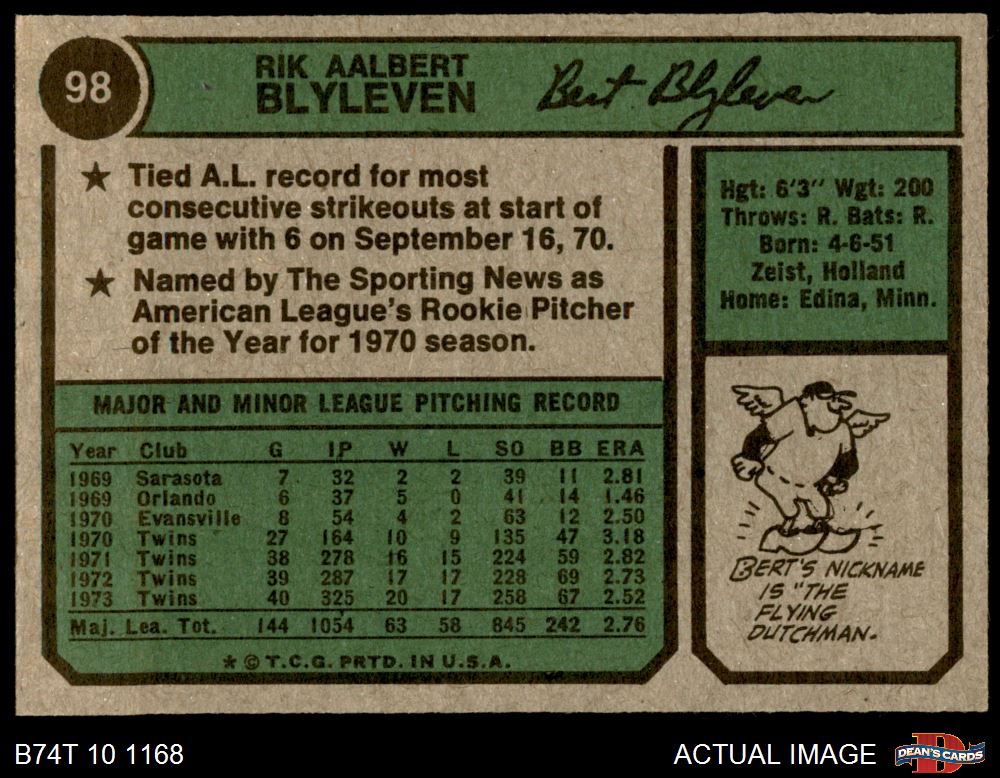 98
RIK AALBERT
BLYLEVEN
Bert Blyleven
★ Tied A.L. record for most
consecutive strikeouts at start of
game with 6 on September 16, 70.
★ Named by The Sporting News as
American League's Rookie Pitcher
of the Year for 1970 season.
Hgt: 6'3" Wgt: 200
Throws: R. Bats: R.
Born: 4-6-51
Zeist, Holland
Home: Edina, Minn.
MAJOR AND MINOR LEAGUE PITCHING RECORD
Year Club G IP W L SO BB ERA
1969 Sarasota 7 32 2 2 39 11 2.81
1969 Orlando 6 37 5 0 41 14 1.46
1970 Evansville 8 54 4 2 63 12 2.50
1970 Twins 27 164 10 9 135 47 3.18
1971 Twins 38 278 16 15 224 59 2.82
1972 Twins 39 287 17 17 228 69 2.73
1973 Twins 40 325 20 17 258 67 2.52
Maj. Lea. Tot. 144 1054 63 58 845 242 2.76
★ © T.C.G. PRTD. IN U.S.A.
BERT'S NICKNAME
IS "THE
FLYING
DUTCHMAN.
B74T 10 1168
ACTUAL IMAGE
DEAN'S CARDS